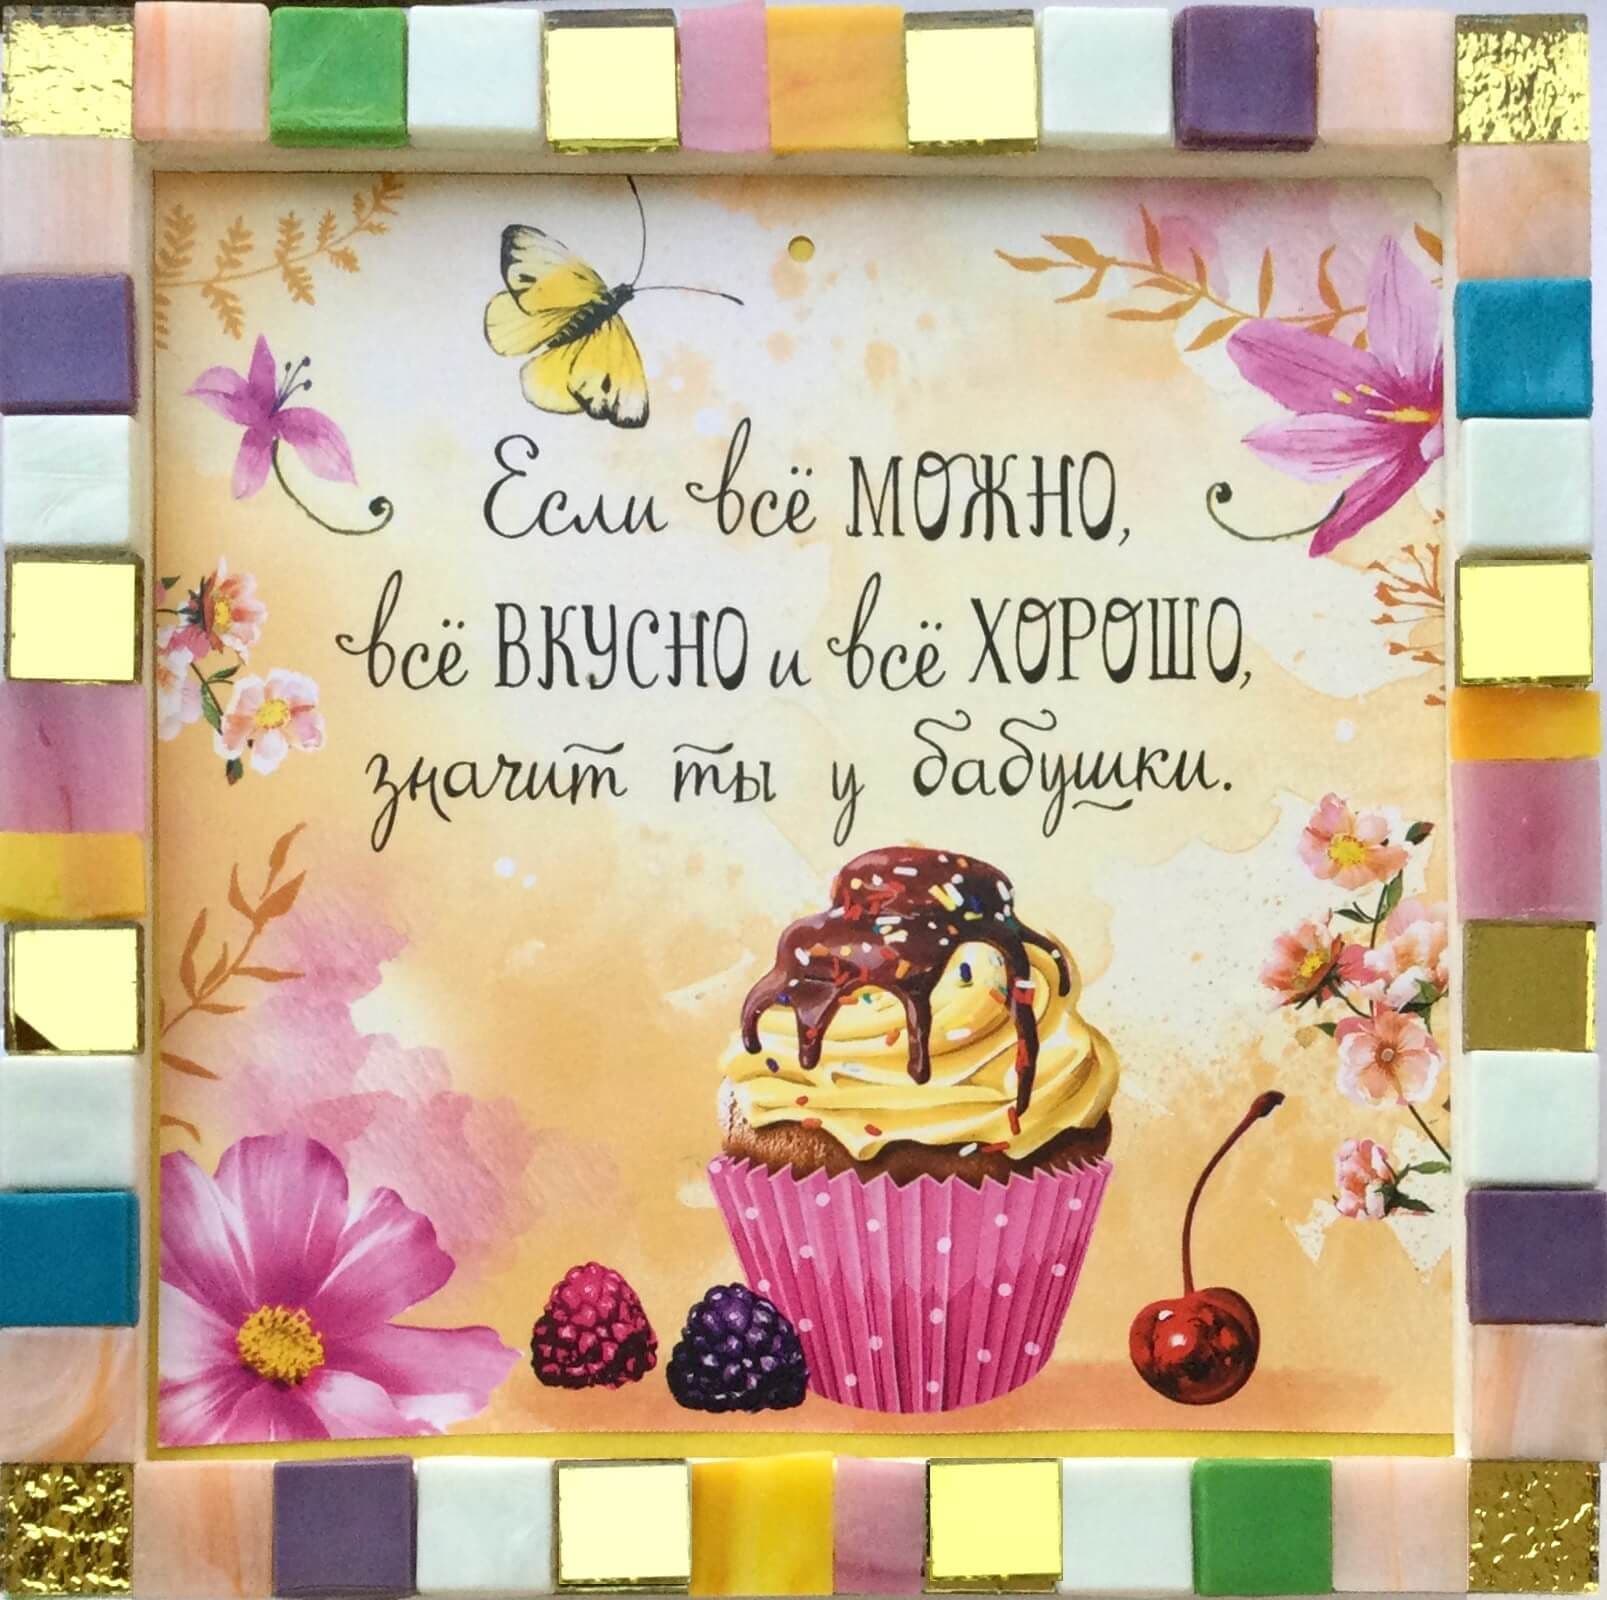 Если всё МОЖНО,
всё ВКУСНО и всё ХОРОШО,
значит ты у бабушки.